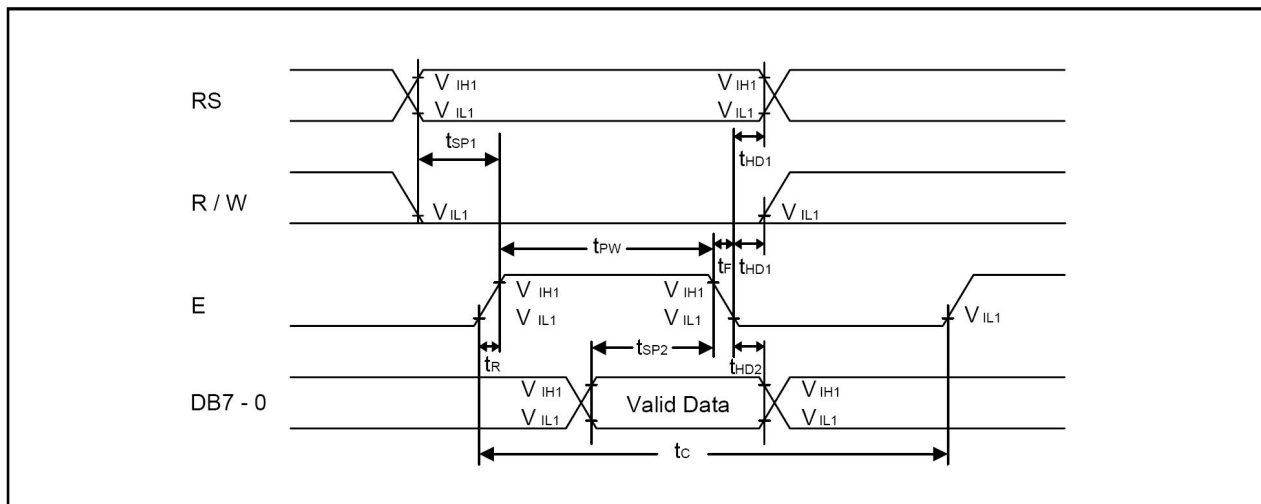 RS
V IH1
V IL1
V IH1
V IL1
tSP1
tHD1
R / W
V IL1
V IL1
tPW
tF
tHD1
E
V IH1
V IL1
V IH1
V IL1
V IL1
tR
tSP2
tHD2
DB7 - 0
V IH1
V IL1
Valid Data
V IH1
V IL1
tC